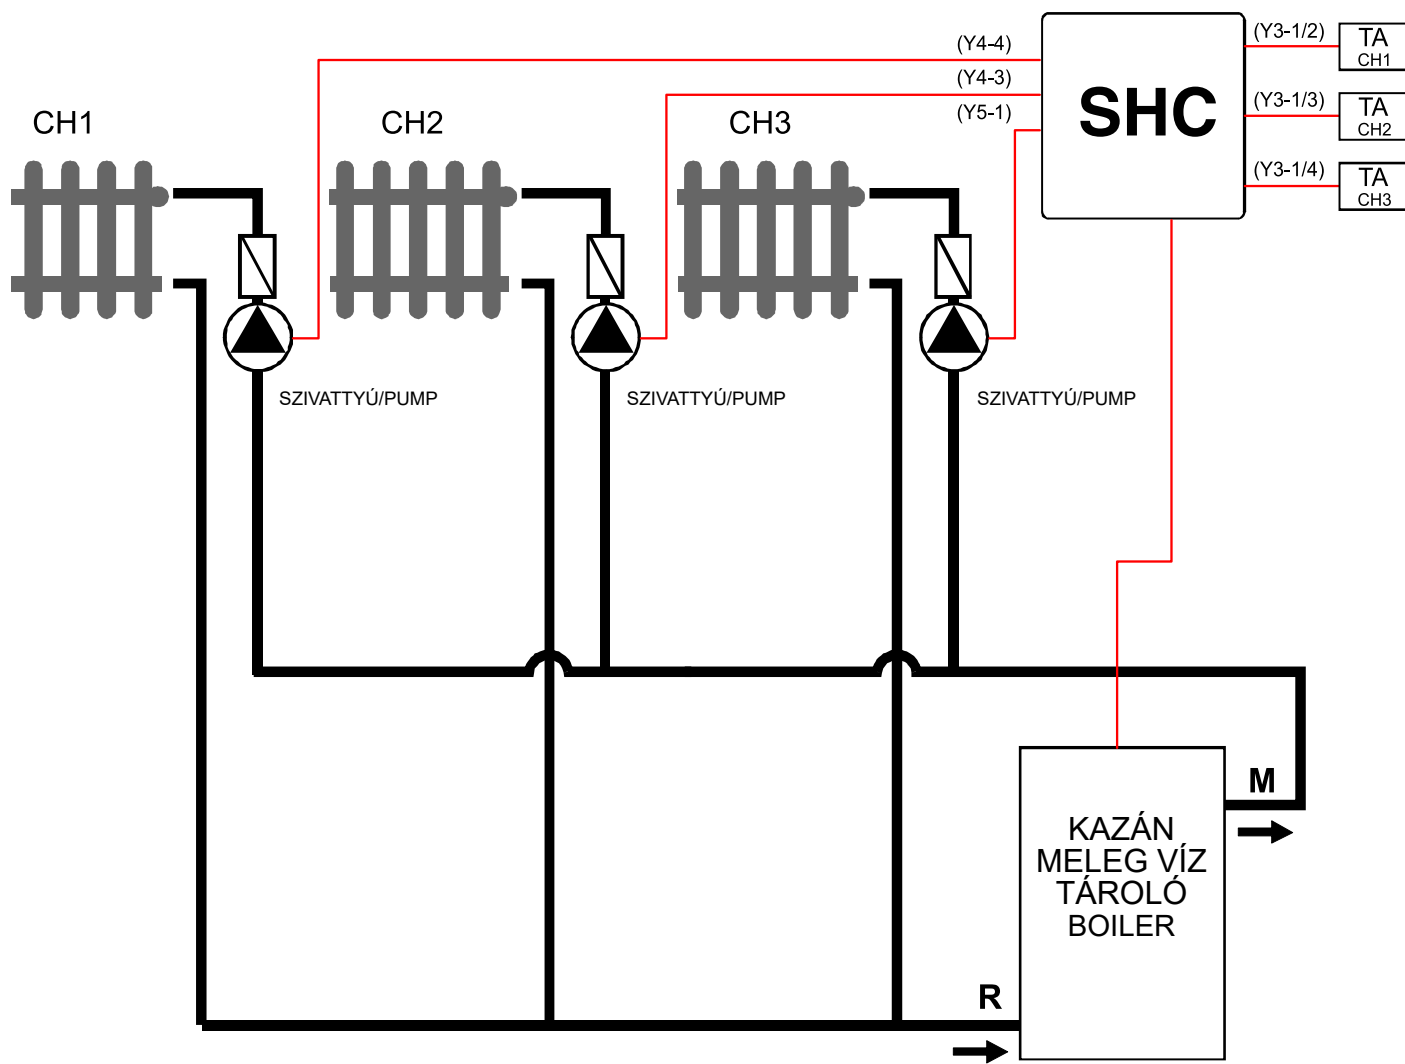 (Y4-4)
(Y4-3)
(Y5-1)
SHC
(Y3-1/2)
TA
CH1
(Y3-1/3)
TA
CH2
(Y3-1/4)
TA
CH3
CH1
CH2
CH3
SZIVATTYÚ/PUMP
SZIVATTYÚ/PUMP
SZIVATTYÚ/PUMP
M
KAZÁN
MELEG VÍZ
TÁROLÓ
BOILER
R